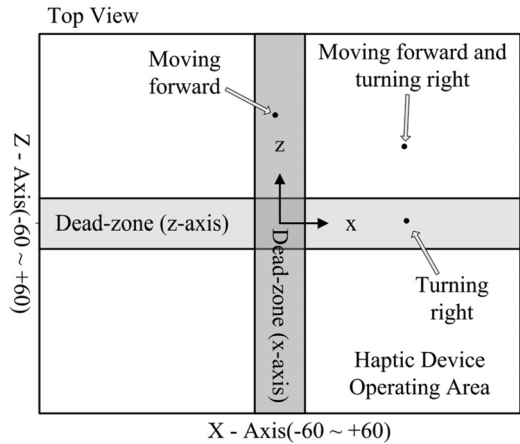 Top View
Moving
forward
Moving forward and
turning right
z
Z - Axis(-60 ~ +60)
Dead-zone (z-axis)
x
Dead-zone (x-axis)
Turning
right
Haptic Device
Operating Area
X - Axis(-60 ~ +60)